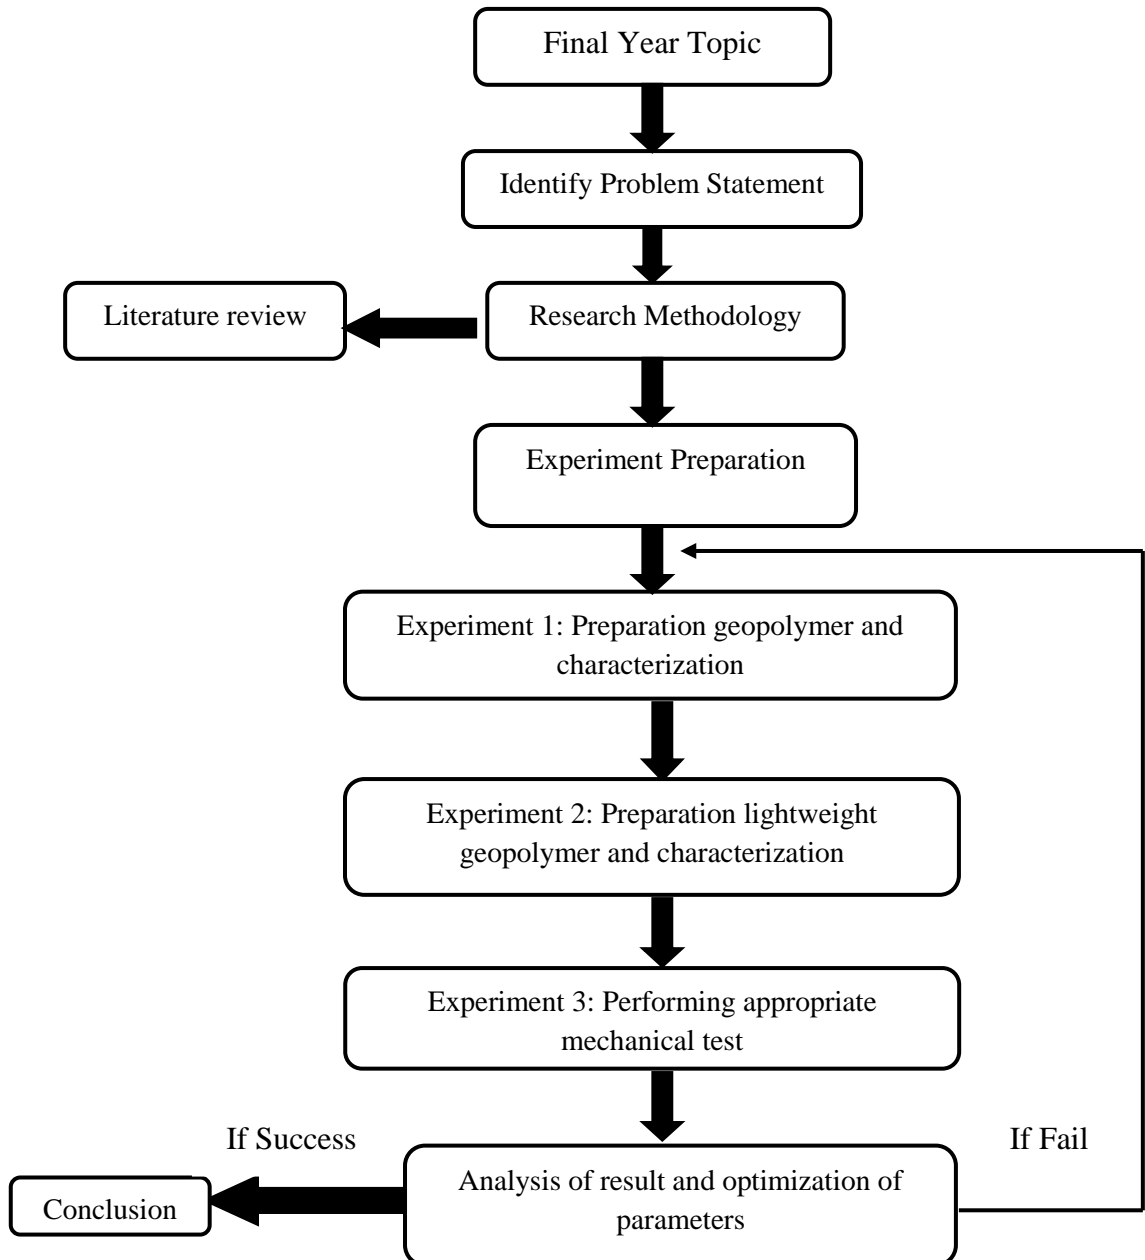 Final Year Topic
Identify Problem Statement
Literature review
Research Methodology
Experiment Preparation
Experiment 1: Preparation geopolymer and
characterization
Experiment 2: Preparation lightweight
geopolymer and characterization
Experiment 3: Performing appropriate
mechanical test
If Success
If Fail
Analysis of result and optimization of
parameters
Conclusion